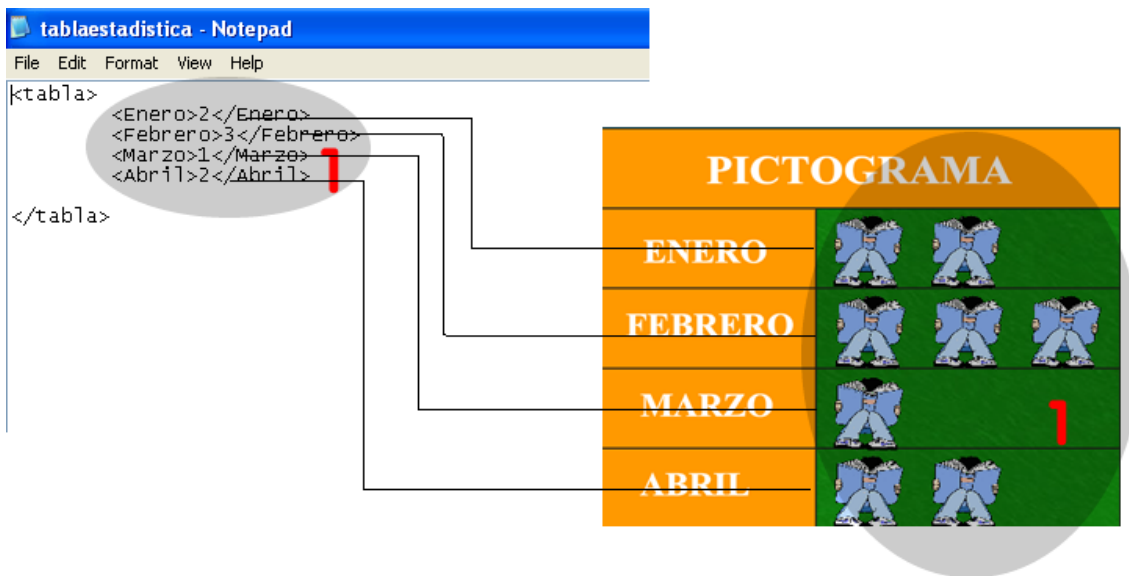 tablaestadistica - Notepad
File Edit Format View Help
<tabla>
<Enero>2</Enero>
<Febrero>3</Febrero>
<Marzo>1</Marzo>
<Abril>2</Abril>
1
</tabla>
PICTOGRAMA
ENERO
FEBRERO
MARZO
1
ABRIL